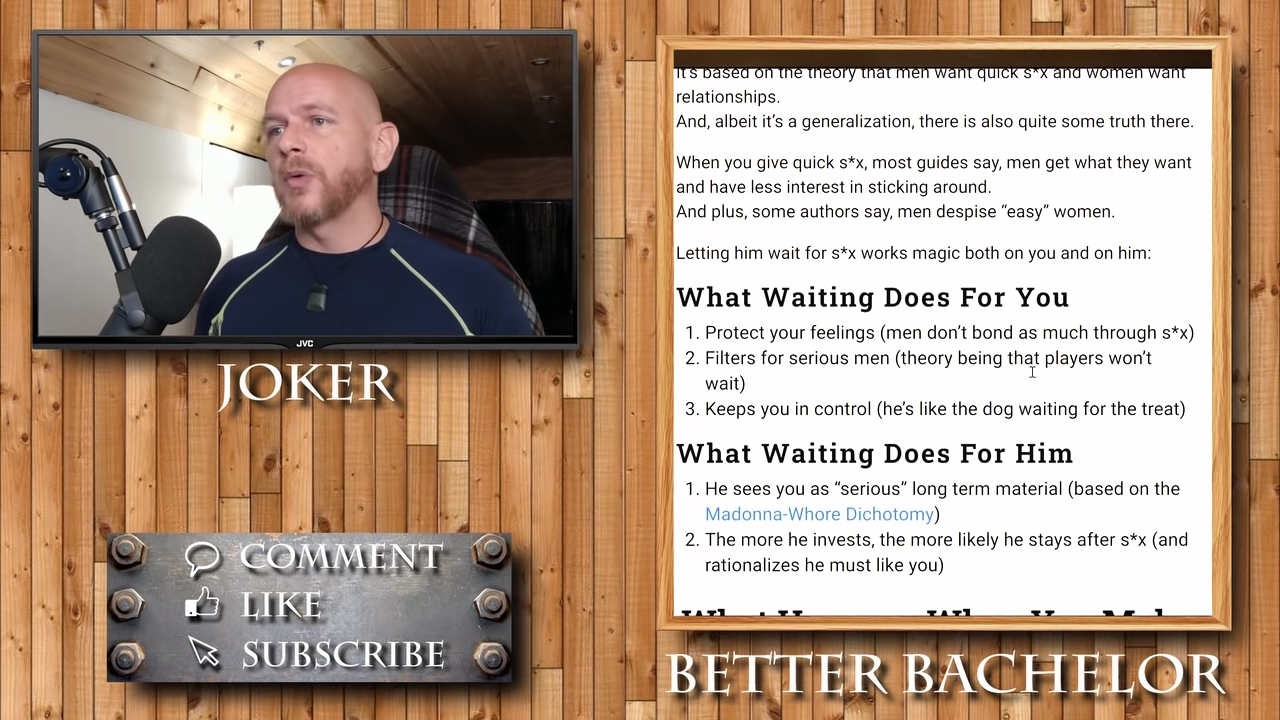 It's based on the theory that men want quick s*x and women want
relationships.
And, albeit it's a generalization, there is also quite some truth there.
When you give quick s*x, most guides say, men get what they want
and have less interest in sticking around.
And plus, some authors say, men despise “easy” women.
Letting him wait for s*x works magic both on you and on him:
What Waiting Does For You
1. Protect your feelings (men don't bond as much through s*x)
2. Filters for serious men (theory being that players won't
wait)
3. Keeps you in control (he's like the dog waiting for the treat)
What Waiting Does For Him
1. He sees you as “serious” long term material (based on the
Madonna-Whore Dichotomy)
2. The more he invests, the more likely he stays after s*x (and
rationalizes he must like you)
JVC
JOKER
COMMENT
LIKE
SUBSCRIBE
BETTER BACHELOR